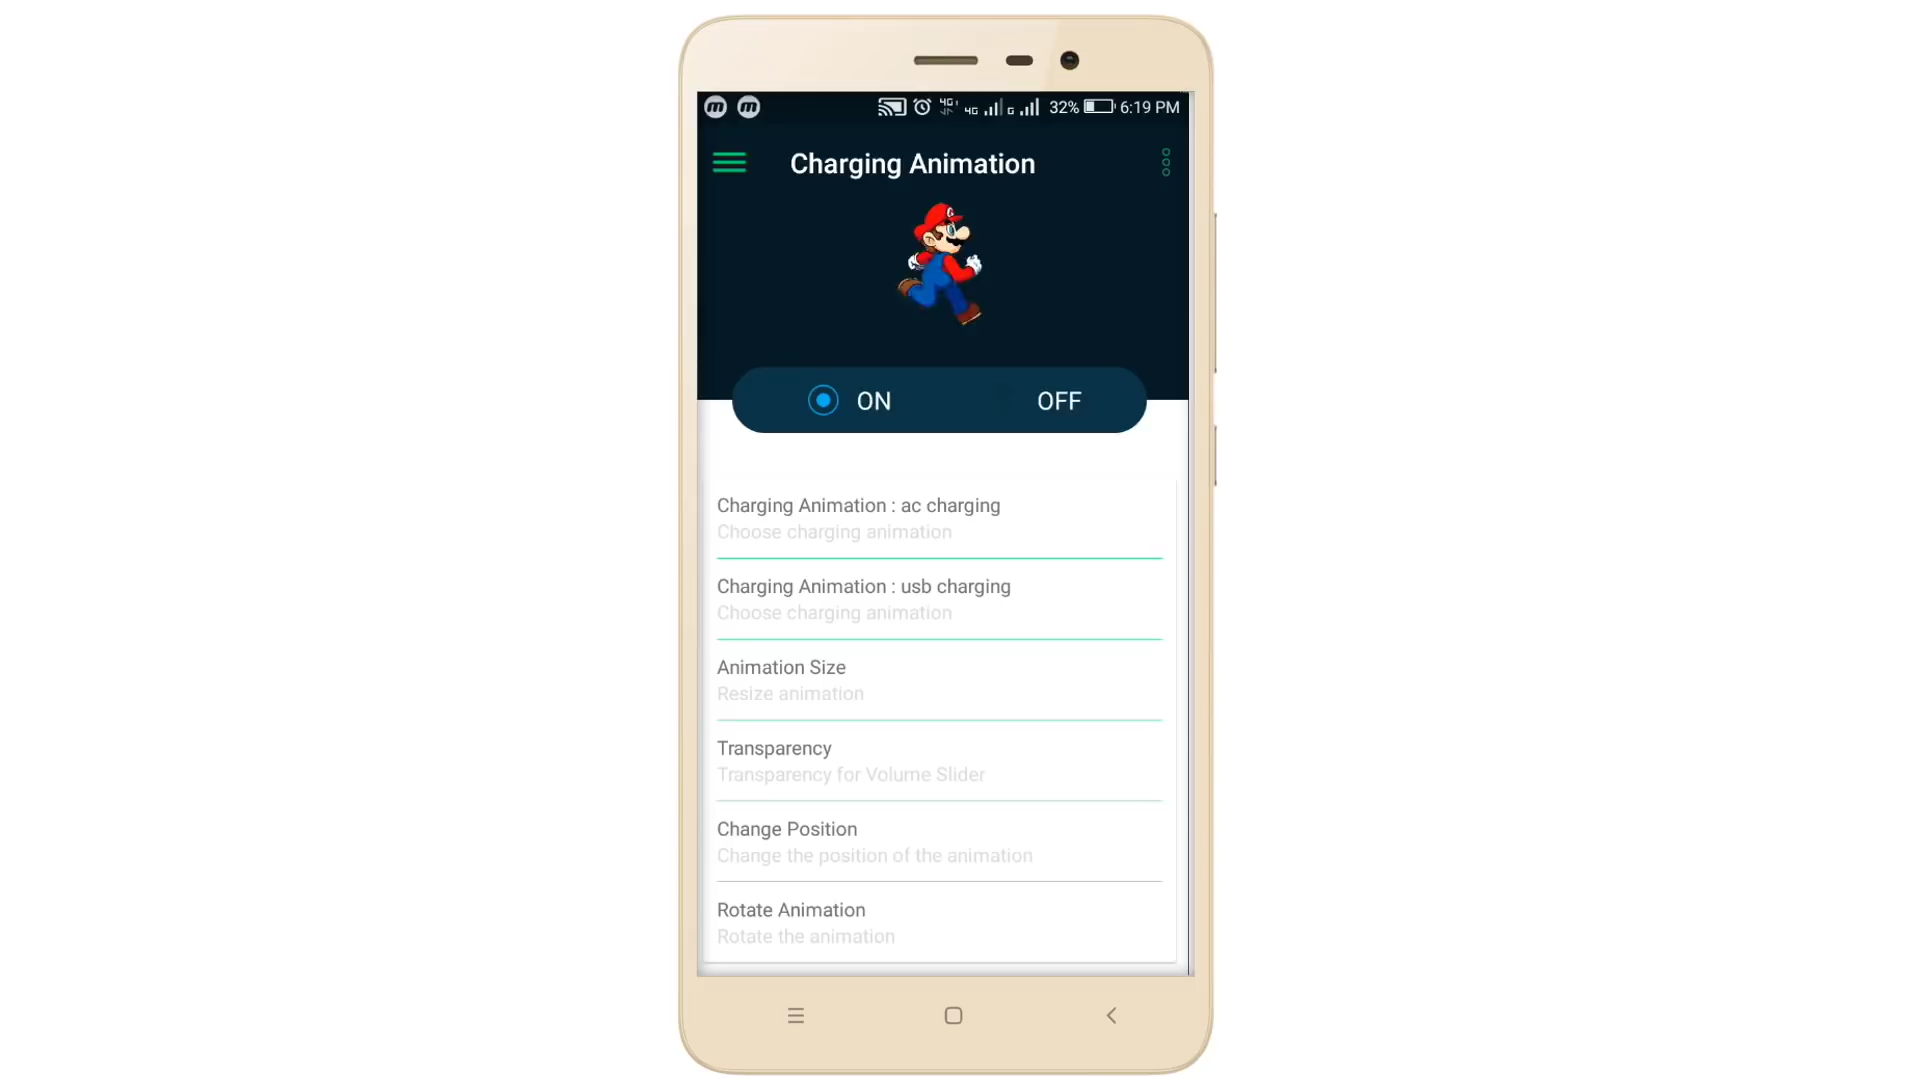 32% 6:19 PM
Charging Animation
ON OFF
Charging Animation : ac charging
Choose charging animation
Charging Animation : usb charging
Choose charging animation
Animation Size
Resize animation
Transparency
Transparency for Volume Slider
Change Position
Change the position of the animation
Rotate Animation
Rotate the animation